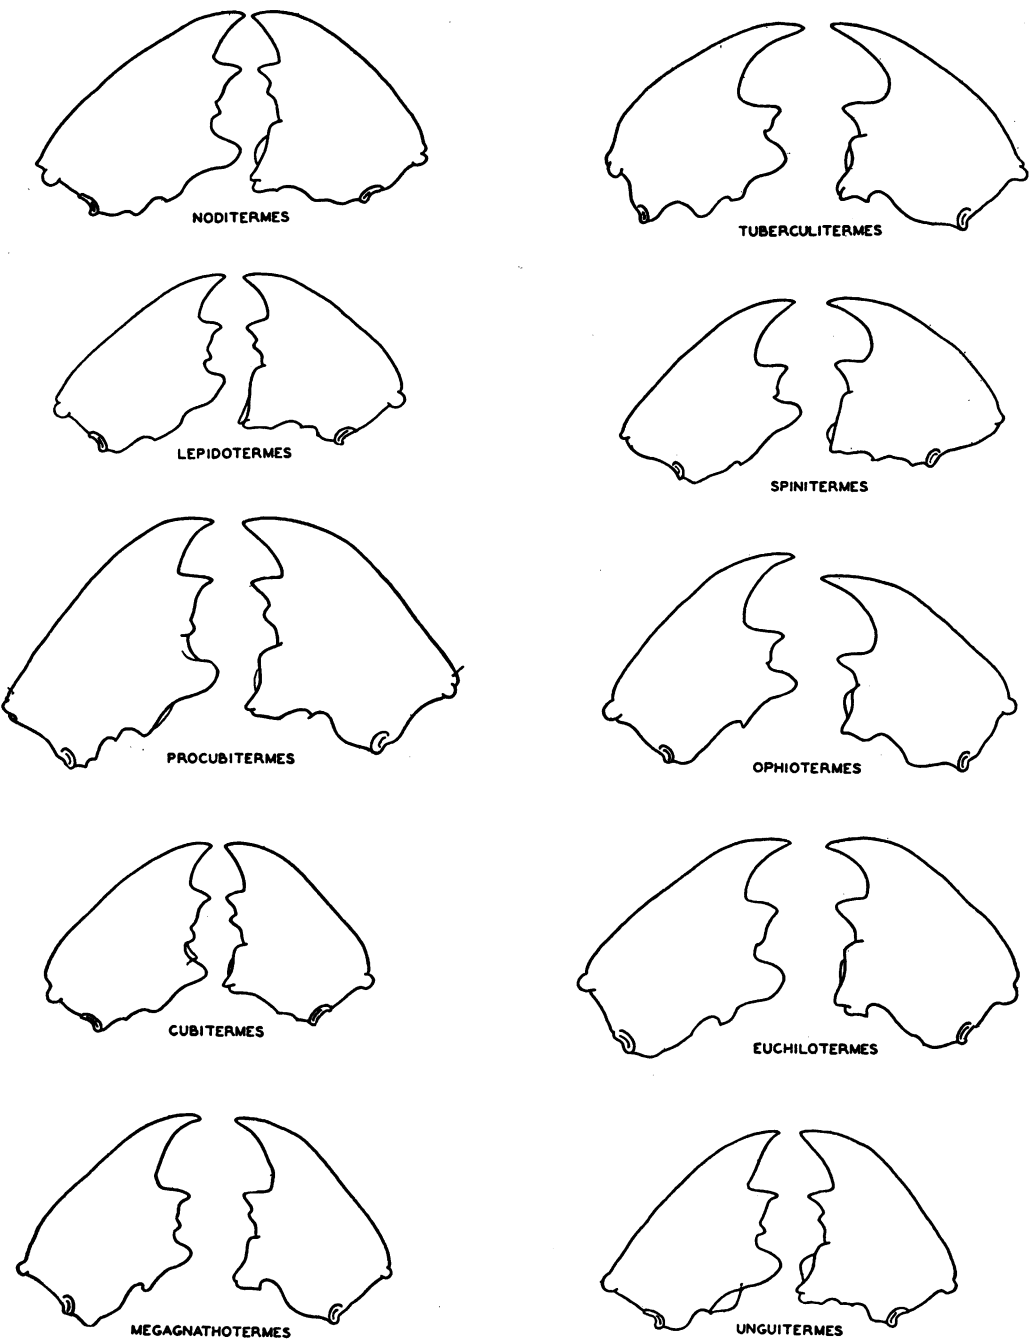 NODITERMES
TUBERCULITERMES
LEPIDOTERMES
SPINITERMES
PROCUBITERMES
OPHIOTERMES
CUBITERMES
EUCHILOTERMES
MEGAGNATHOTERMES
UNGUITERMES